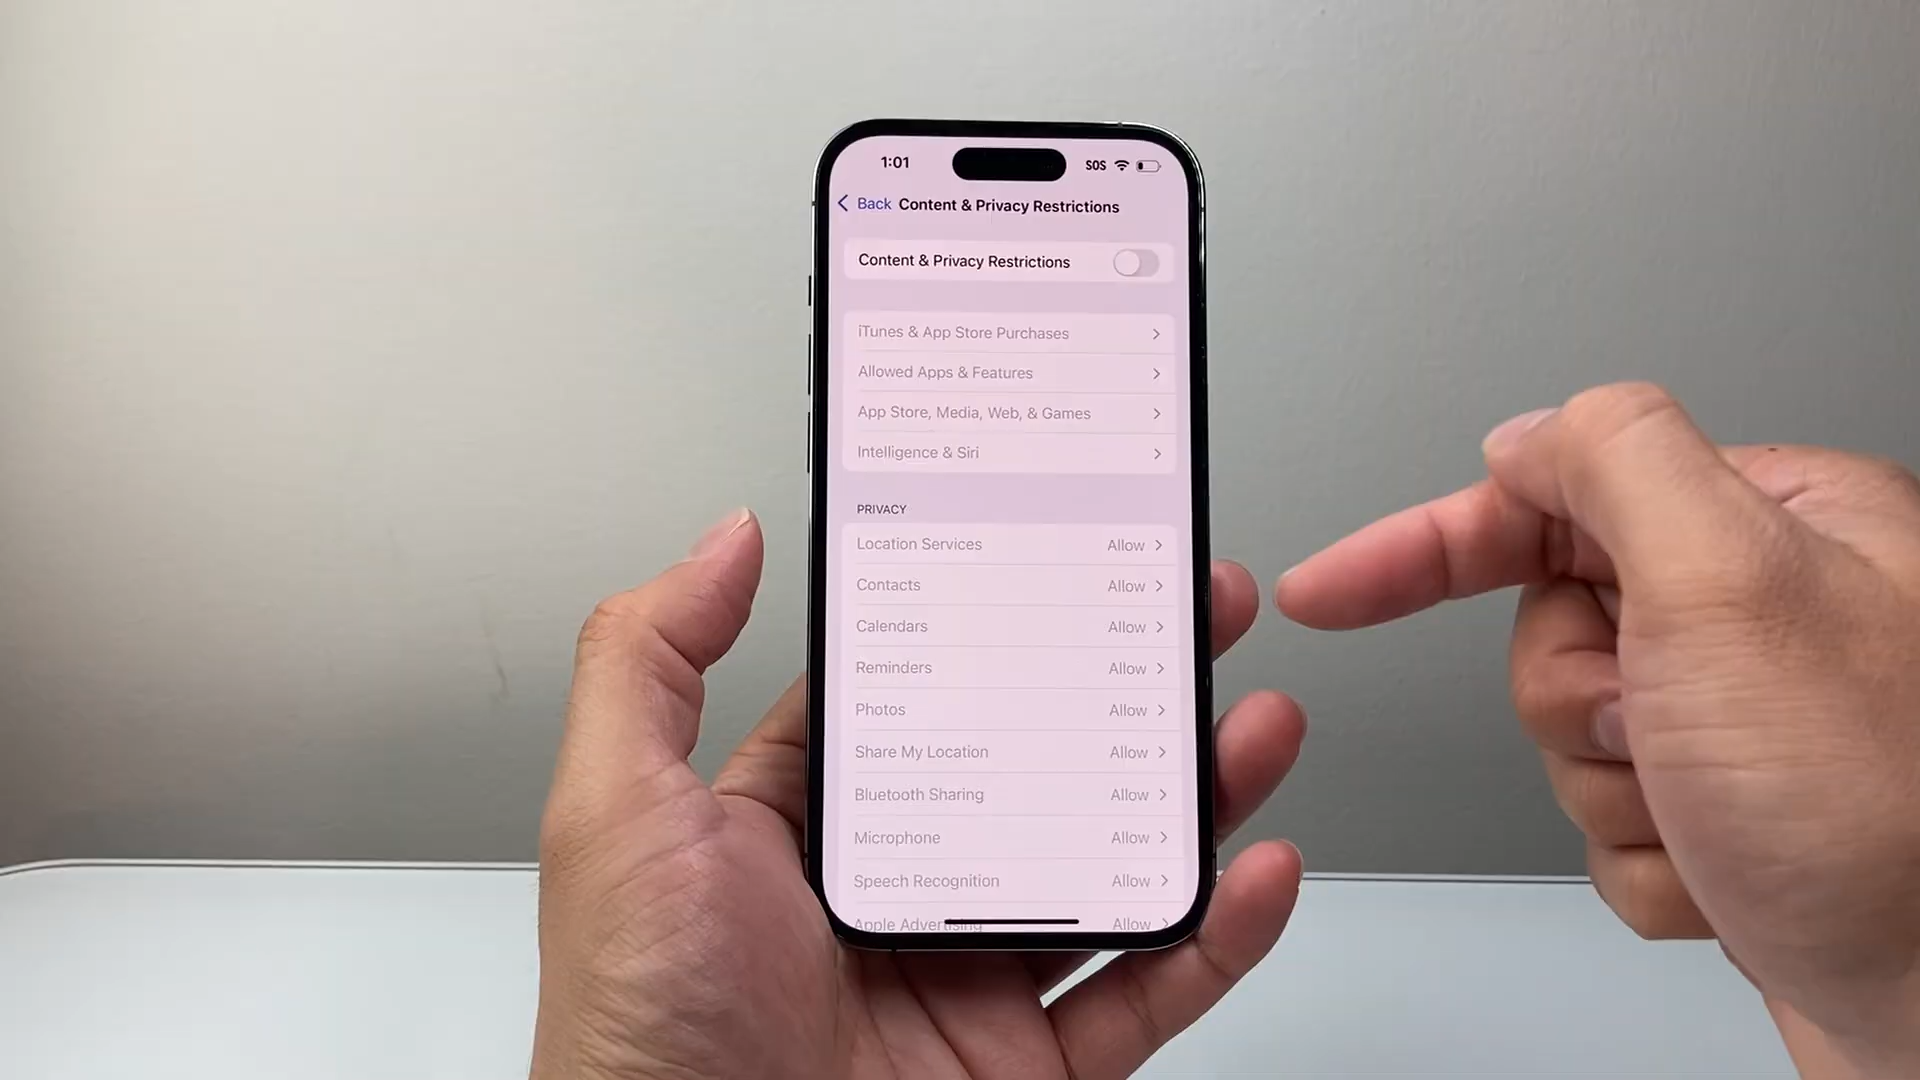 1:01
SOS
Back Content & Privacy Restrictions
Content & Privacy Restrictions
iTunes & App Store Purchases
Allowed Apps & Features
App Store, Media, Web, & Games
Intelligence & Siri
PRIVACY
Location Services Allow
Contacts Allow
Calendars Allow
Reminders Allow
Photos Allow
Share My Location Allow
Bluetooth Sharing Allow
Microphone Allow
Speech Recognition Allow
Apple Advertising Allow